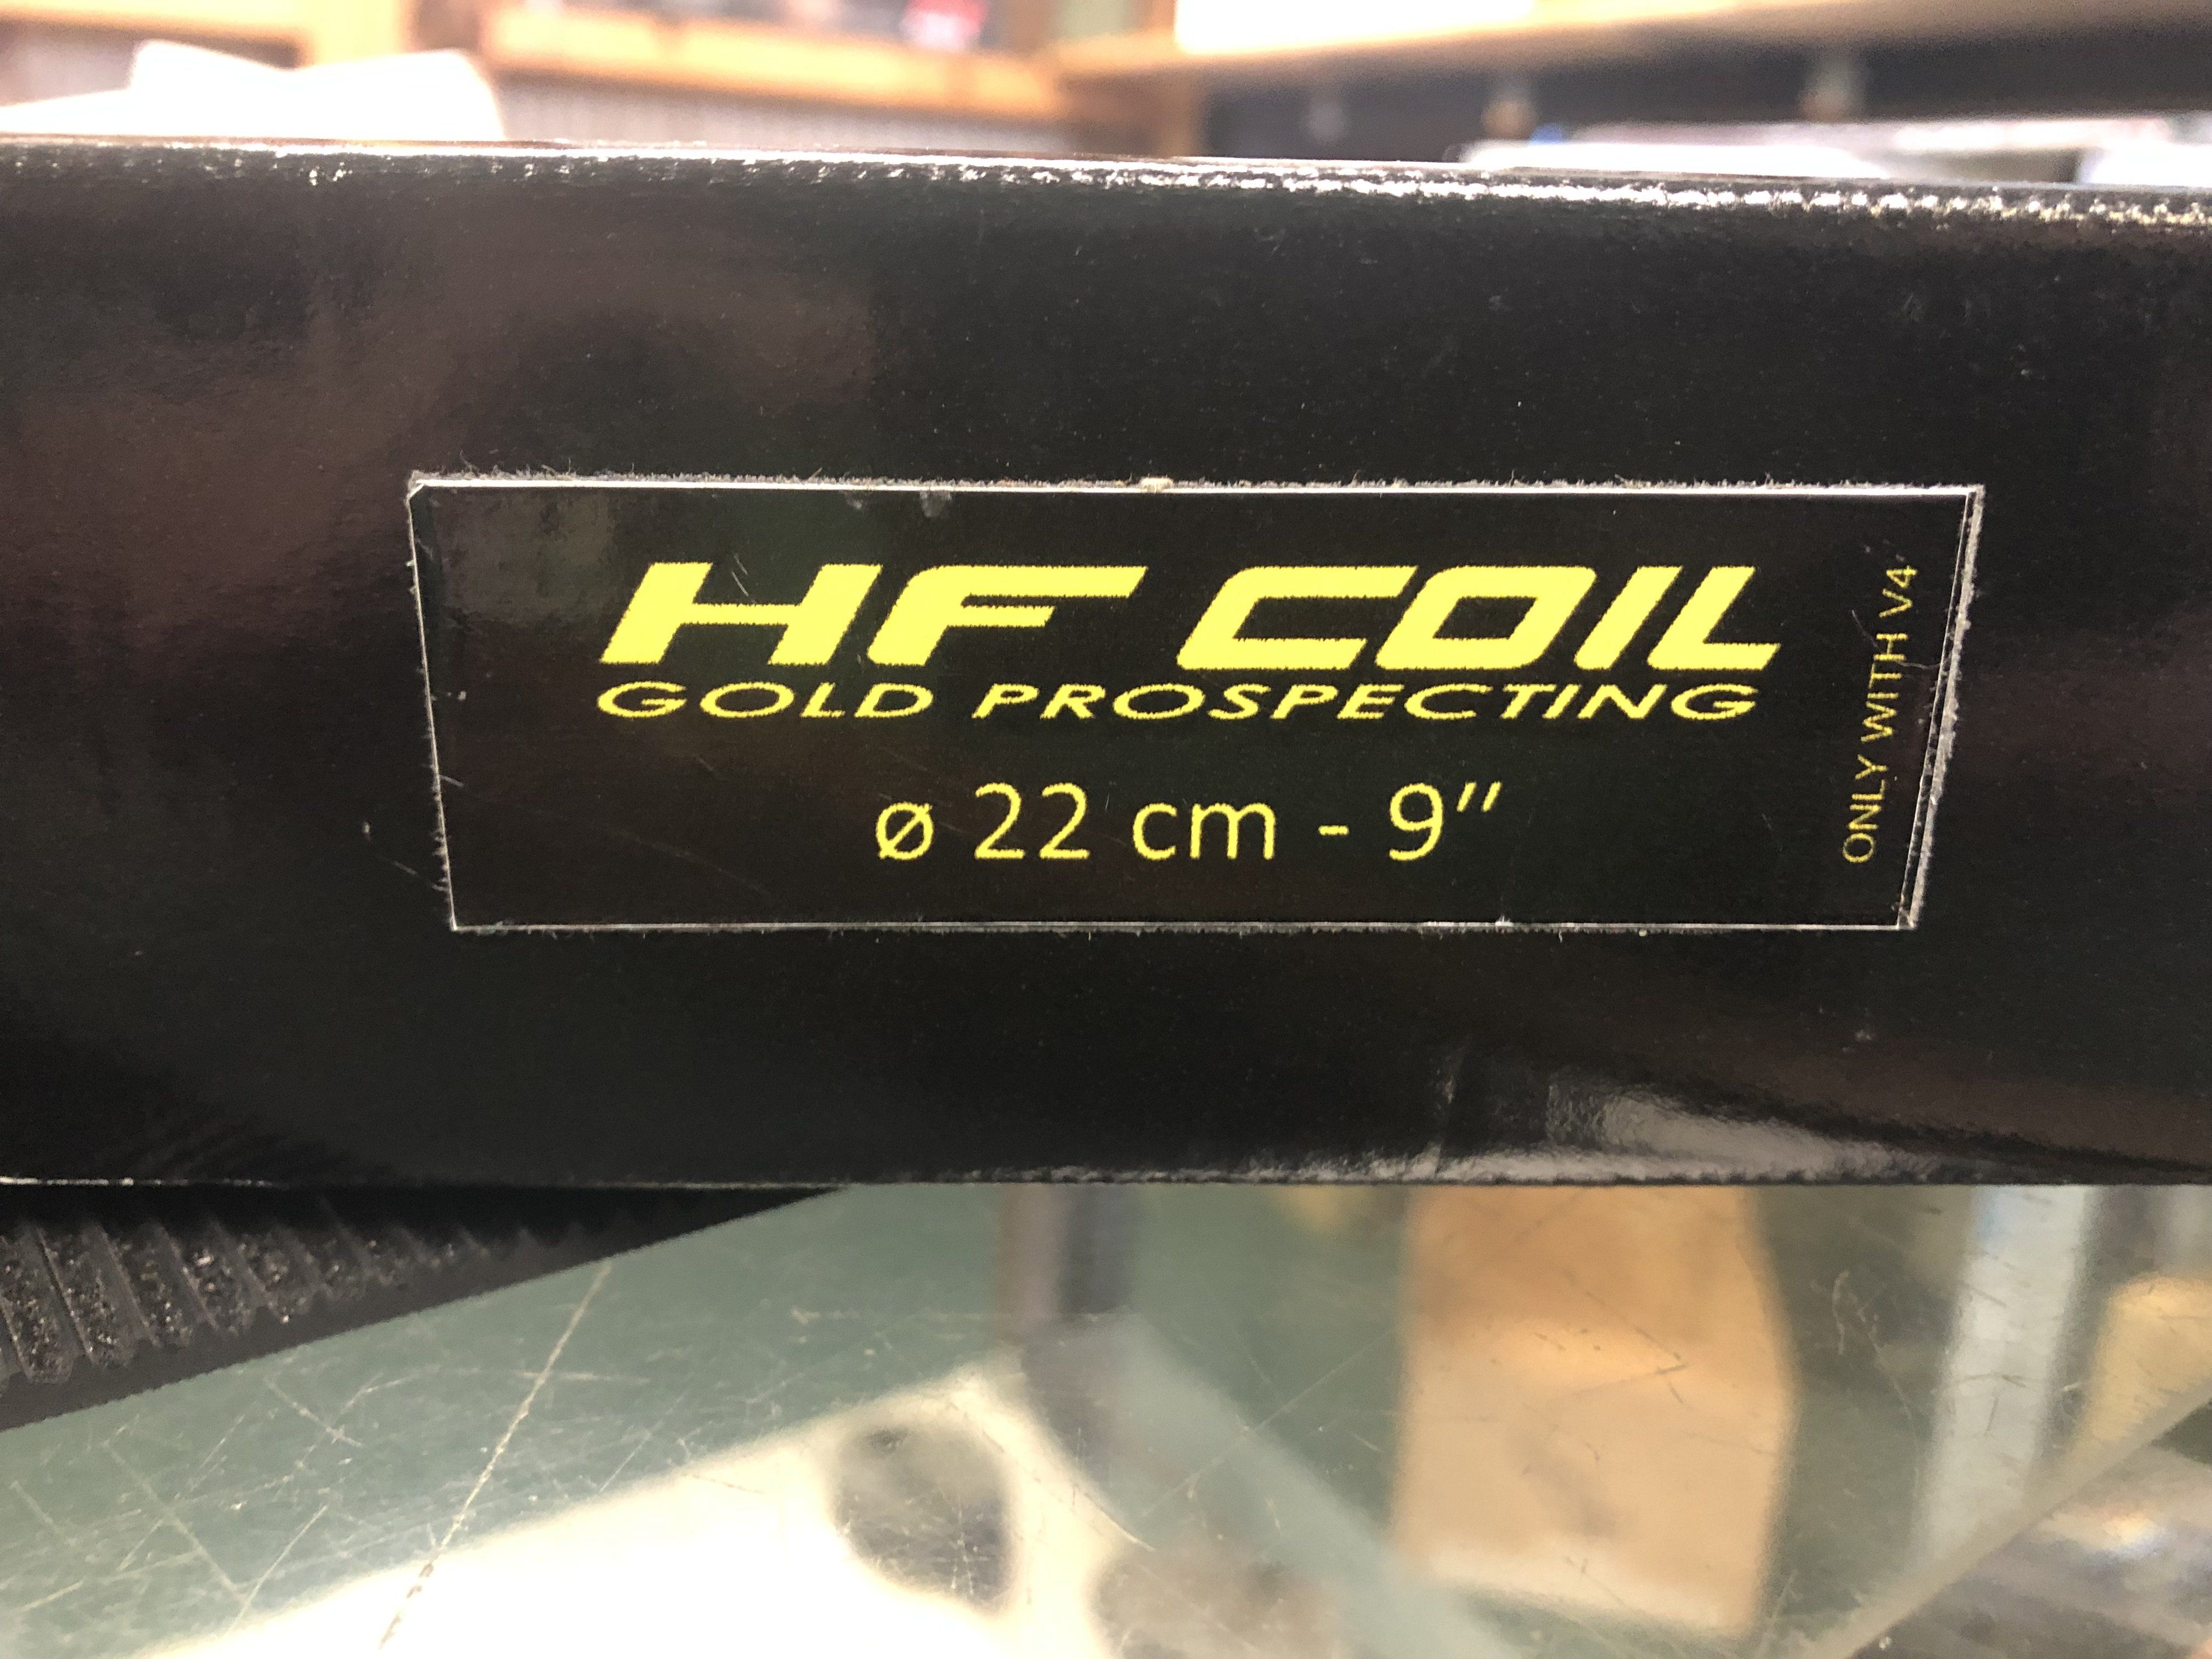 HF COIL
GOLD PROSPECTING
ø 22 cm - 9"
ONLY WITH V4